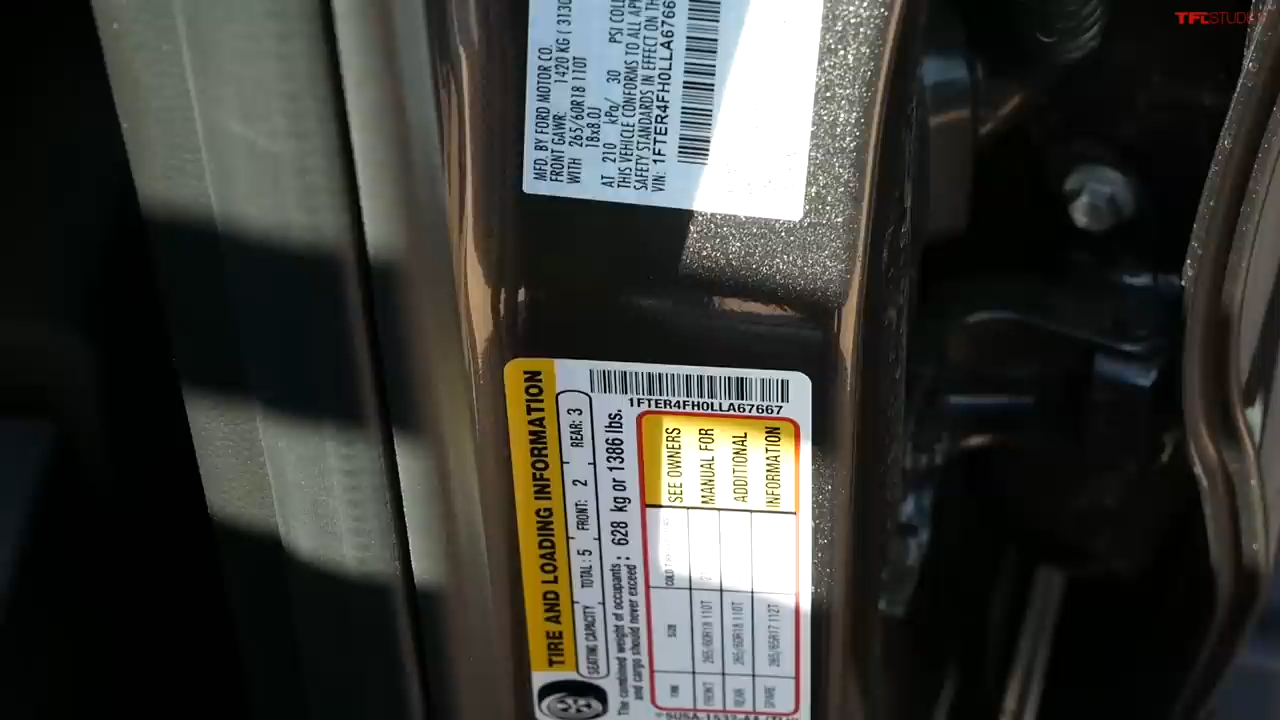 TFLSTUDIOS
MFD. BY FORD MOTOR CO.
FRONT GAWR: 1420 KG ( 3130
WITH 265/60R18 110T
18x8.0J
AT 210 kPa/ 30 PSI COLD
THIS VEHICLE CONFORMS TO ALL
SAFETY STANDARDS IN EFFECT ON
VIN: 1FTER4FH0LLA6766
TIRE AND LOADING INFORMATION
SEATING CAPACITY TOTAL : 5 FRONT: 2 REAR: 3
The combined weight of occupants : 628 kg or 1386 lbs.
and cargo should never exceed :
1FTER4FH0LLA67667
TIRE SIZE COLD
FRONT 265/60R18 110T
REAR 265/60R18 110T
SPARE 265/65R17 112T
SEE OWNERS
MANUAL FOR
ADDITIONAL
INFORMATION